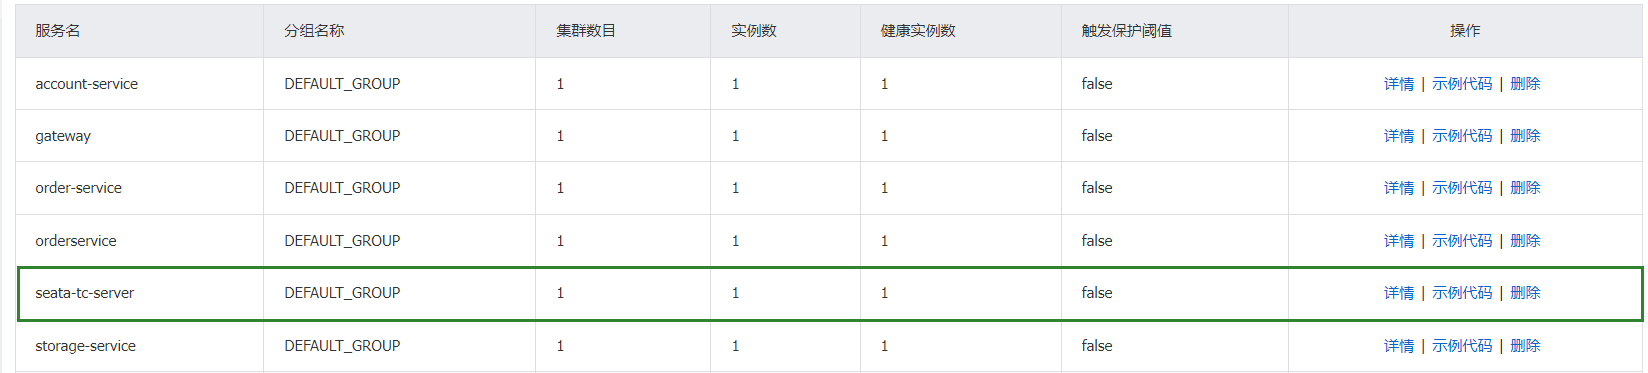 服务名 分组名称 集群数目 实例数 健康实例数 触发保护阈值 操作
account-service DEFAULT_GROUP 1 1 1 false 详情 | 示例代码 | 删除
gateway DEFAULT_GROUP 1 1 1 false 详情 | 示例代码 | 删除
order-service DEFAULT_GROUP 1 1 1 false 详情 | 示例代码 | 删除
orderservice DEFAULT_GROUP 1 1 1 false 详情 | 示例代码 | 删除
seata-tc-server DEFAULT_GROUP 1 1 1 false 详情 | 示例代码 | 删除
storage-service DEFAULT_GROUP 1 1 1 false 详情 | 示例代码 | 删除